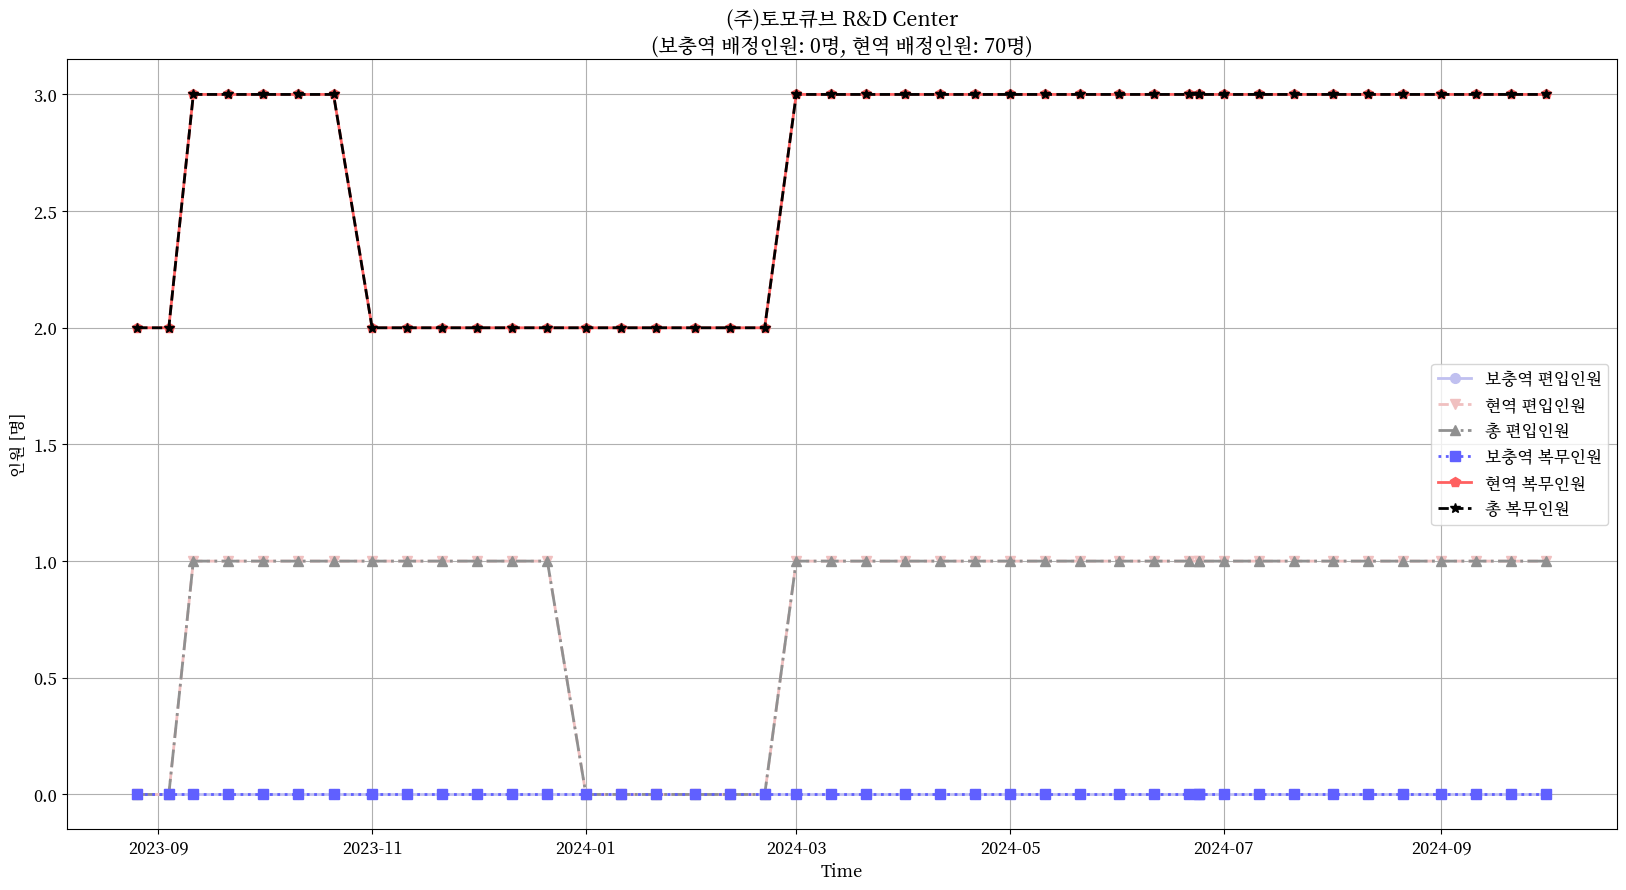 (주)토모큐브 R&D Center
(보충역 배정인원: 0명, 현역 배정인원: 70명)
인원 [명]
3.0
2.5
2.0
1.5
1.0
0.5
0.0
보충역 편입인원
현역 편입인원
총 편입인원
보충역 복무인원
현역 복무인원
총 복무인원
2023-09
2023-11
2024-01
2024-03
2024-05
2024-07
2024-09
Time